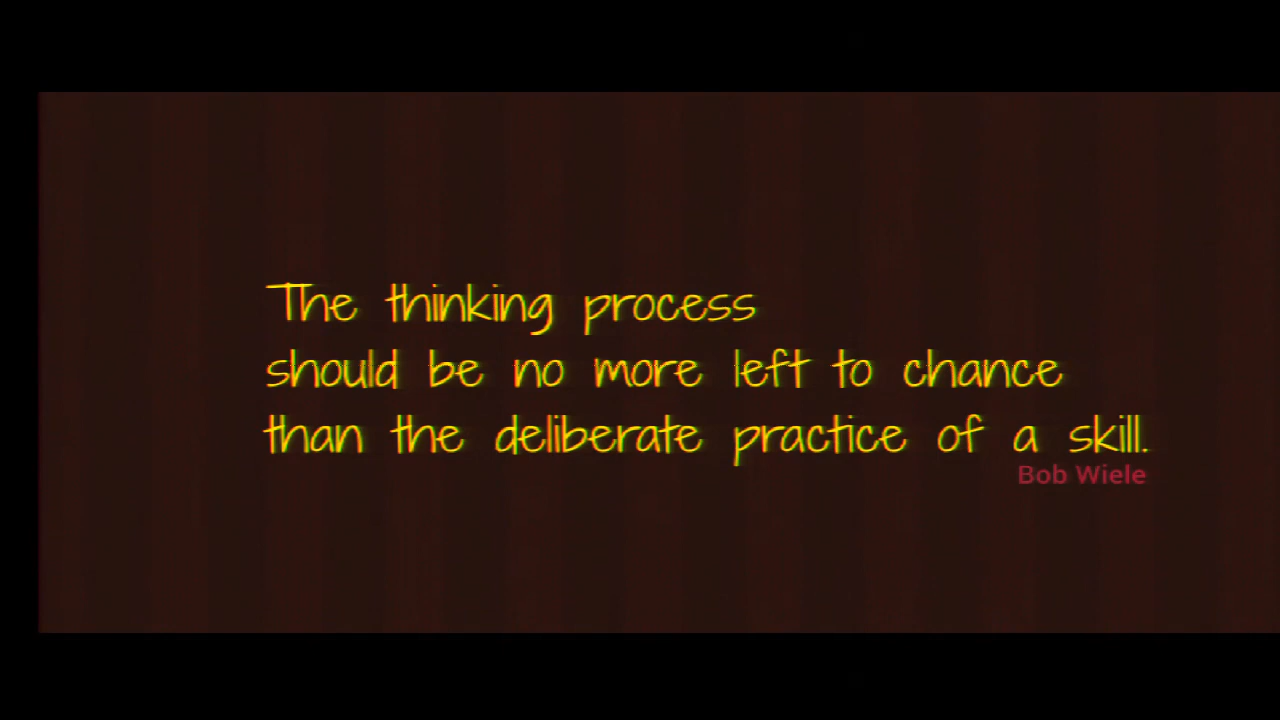 The thinking process
should be no more left to chance
than the deliberate practice of a skill.
Bob Wiele